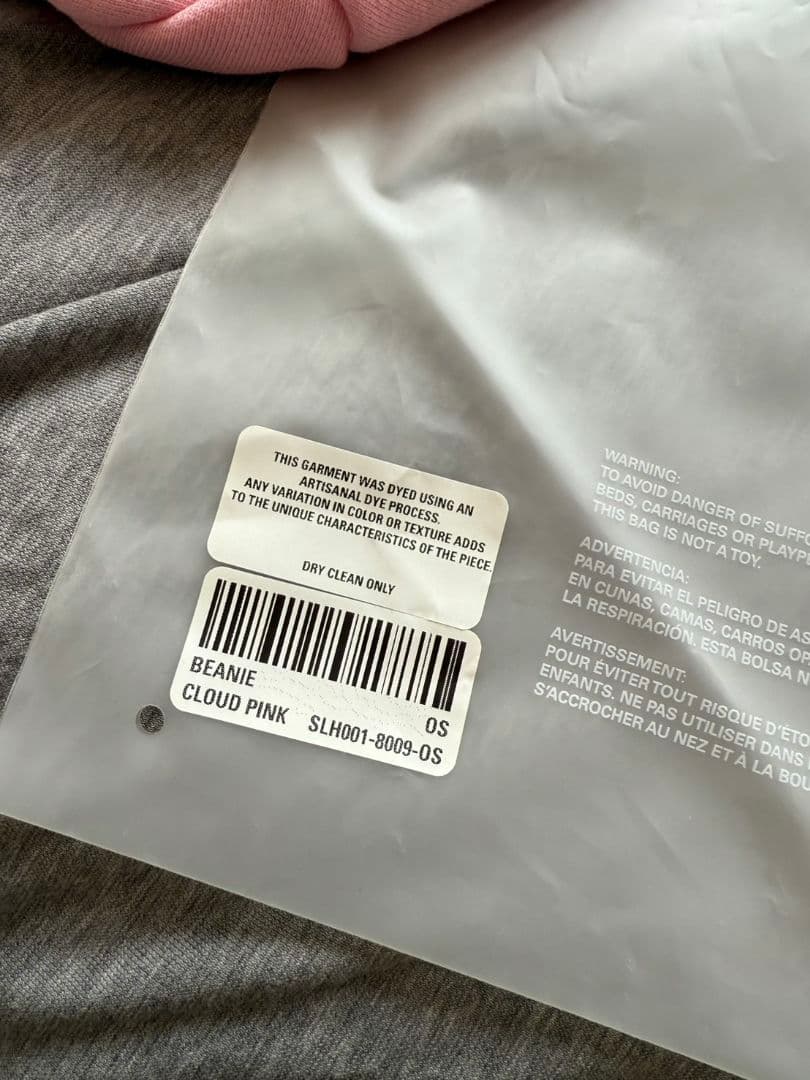 THIS GARMENT WAS DYED USING AN
ARTISANAL DYE PROCESS.
ANY VARIATION IN COLOR OR TEXTURE ADDS
TO THE UNIQUE CHARACTERISTICS OF THE PIECE.
DRY CLEAN ONLY
BEANIE
OS
CLOUD PINK SLH001-8009-OS
WARNING:
TO AVOID DANGER OF
BEDS, CARRIAGES OR
THIS BAG IS NOT A TOY.
ADVERTENCIA:
PARA EVITAR EL PELIGRO DE
EN CUNAS, CAMAS, CARROS
LA RESPIRACIÓN. ESTA BOLSA
AVERTISSEMENT:
POUR ÉVITER TOUT RISQUE
ENFANTS. NE PAS UTILISER DANS
S'ACCROCHER AU NEZ ET À LA